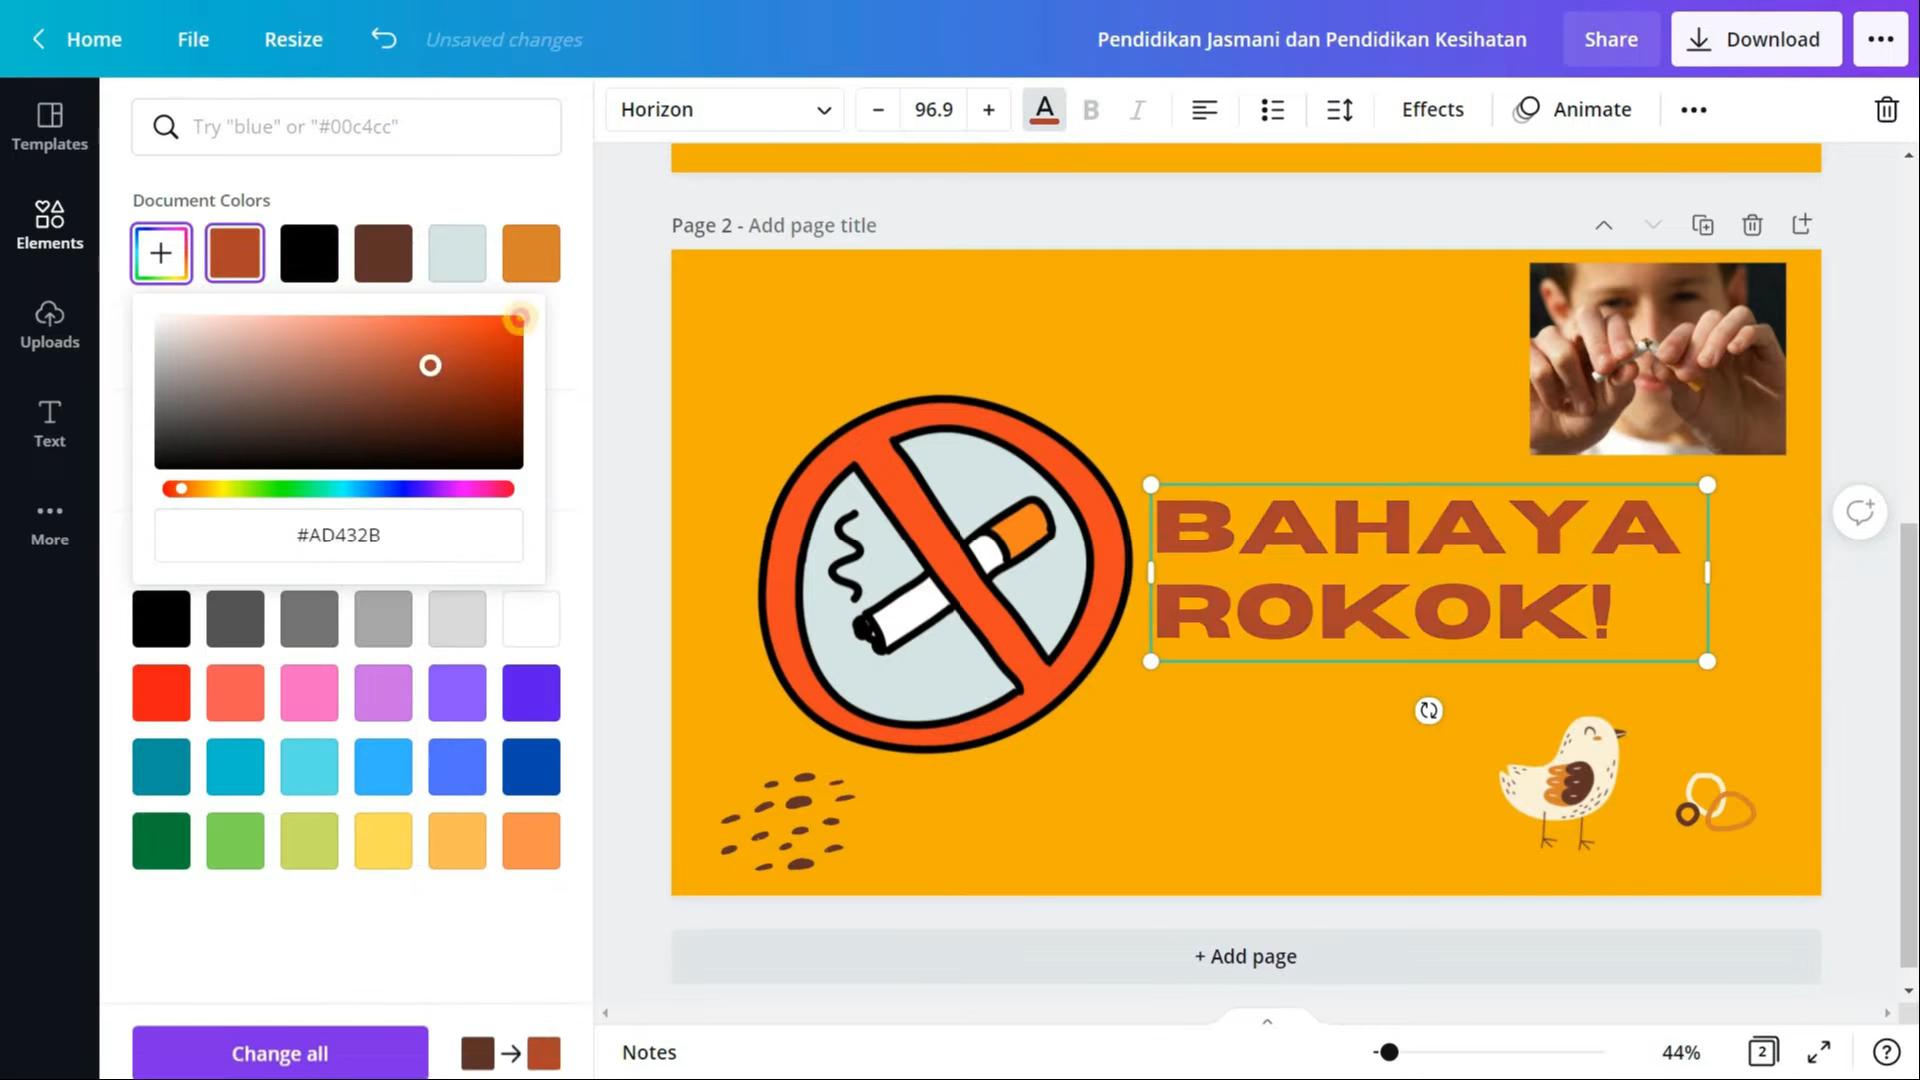 Home
File
Resize
Unsaved changes
Pendidikan Jasmani dan Pendidikan Kesihatan
Share
Download
Templates
Elements
Uploads
Text
More
Try "blue" or "#00c4cc"
Document Colors
#AD432B
Change all
Horizon
96.9
A
B
I
Effects
Animate
Page 2 - Add page title
BAHAYA
ROKOK!
+ Add page
Notes
44%
2